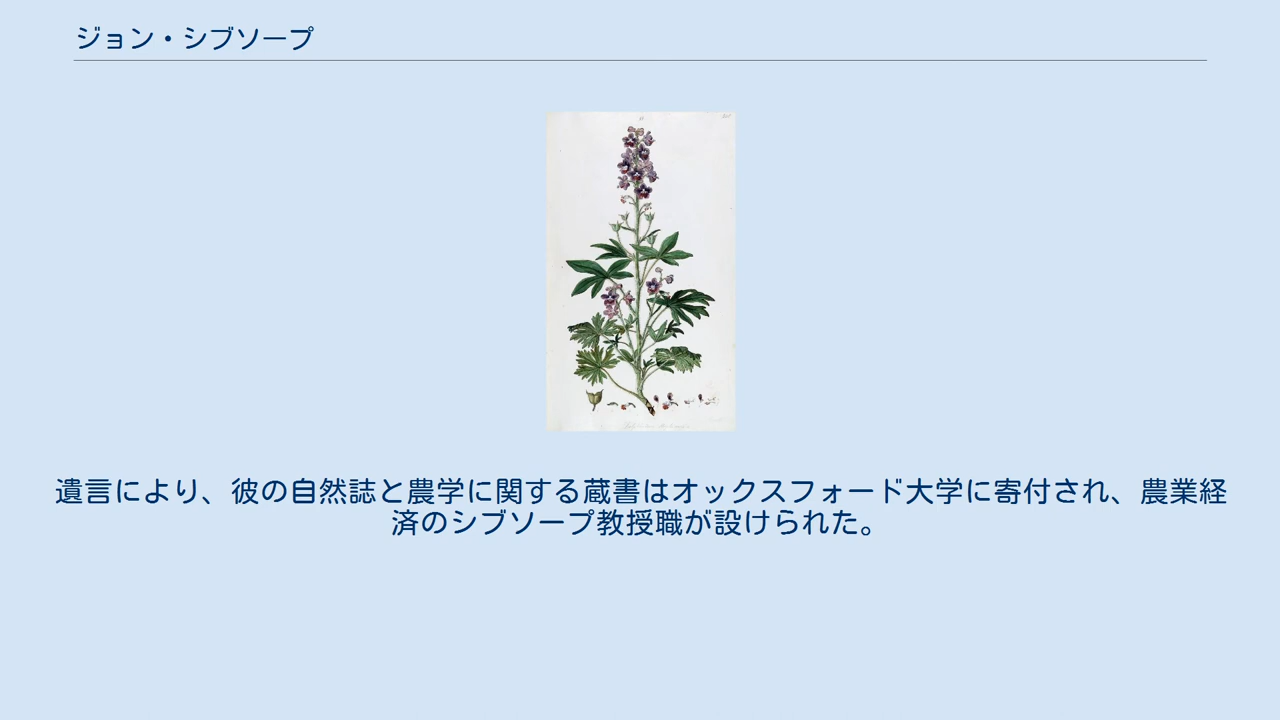 ジョン・シブソープ
遺言により、彼の自然誌と農学に関する蔵書はオックスフォード大学に寄付され、農業経
済のシブソープ教授職が設けられた。